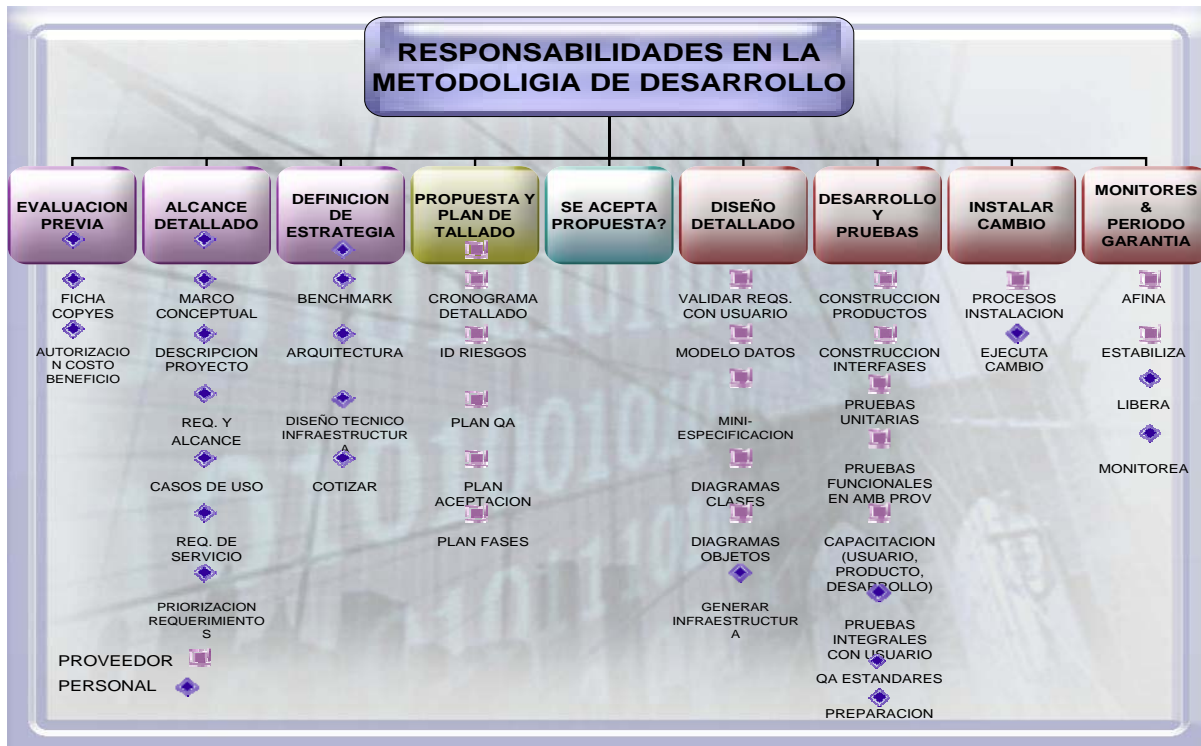 RESPONSABILIDADES EN LA
METODOLIGIA DE DESARROLLO
EVALUACION
PREVIA
FICHA
COPYES
AUTORIZACIO
N COSTO
BENEFICIO
ALCANCE
DETALLADO
MARCO
CONCEPTUAL
DESCRIPCION
PROYECTO
REQ. Y
ALCANCE
CASOS DE USO
REQ. DE
SERVICIO
PRIORIZACION
REQUERIMIENTO
S
DEFINICION
DE
ESTRATEGIA
BENCHMARK
ARQUITECTURA
DISEÑO TECNICO
INFRAESTRUCTUR
A
COTIZAR
PROPUESTA Y
PLAN DE
TALLADO
CRONOGRAMA
DETALLADO
ID RIESGOS
PLAN QA
PLAN
ACEPTACION
PLAN FASES
SE ACEPTA
PROPUESTA?
DISEÑO
DETALLADO
VALIDAR REQS.
CON USUARIO
MODELO DATOS
MINI-
ESPECIFICACION
DIAGRAMAS
CLASES
DIAGRAMAS
OBJETOS
GENERAR
INFRAESTRUCTUR
A
DESARROLLO
Y
PRUEBAS
CONSTRUCCION
PRODUCTOS
CONSTRUCCION
INTERFASES
PRUEBAS
UNITARIAS
PRUEBAS
FUNCIONALES
EN AMB PROV
CAPACITACION
(USUARIO,
PRODUCTO,
DESARROLLO)
PRUEBAS
INTEGRALES
CON USUARIO
QA ESTANDARES
PREPARACION
INSTALAR
CAMBIO
PROCESOS
INSTALACION
EJECUTA
CAMBIO
MONITORES
&
PERIODO
GARANTIA
AFINA
ESTABILIZA
LIBERA
MONITOREA
PROVEEDOR
PERSONAL